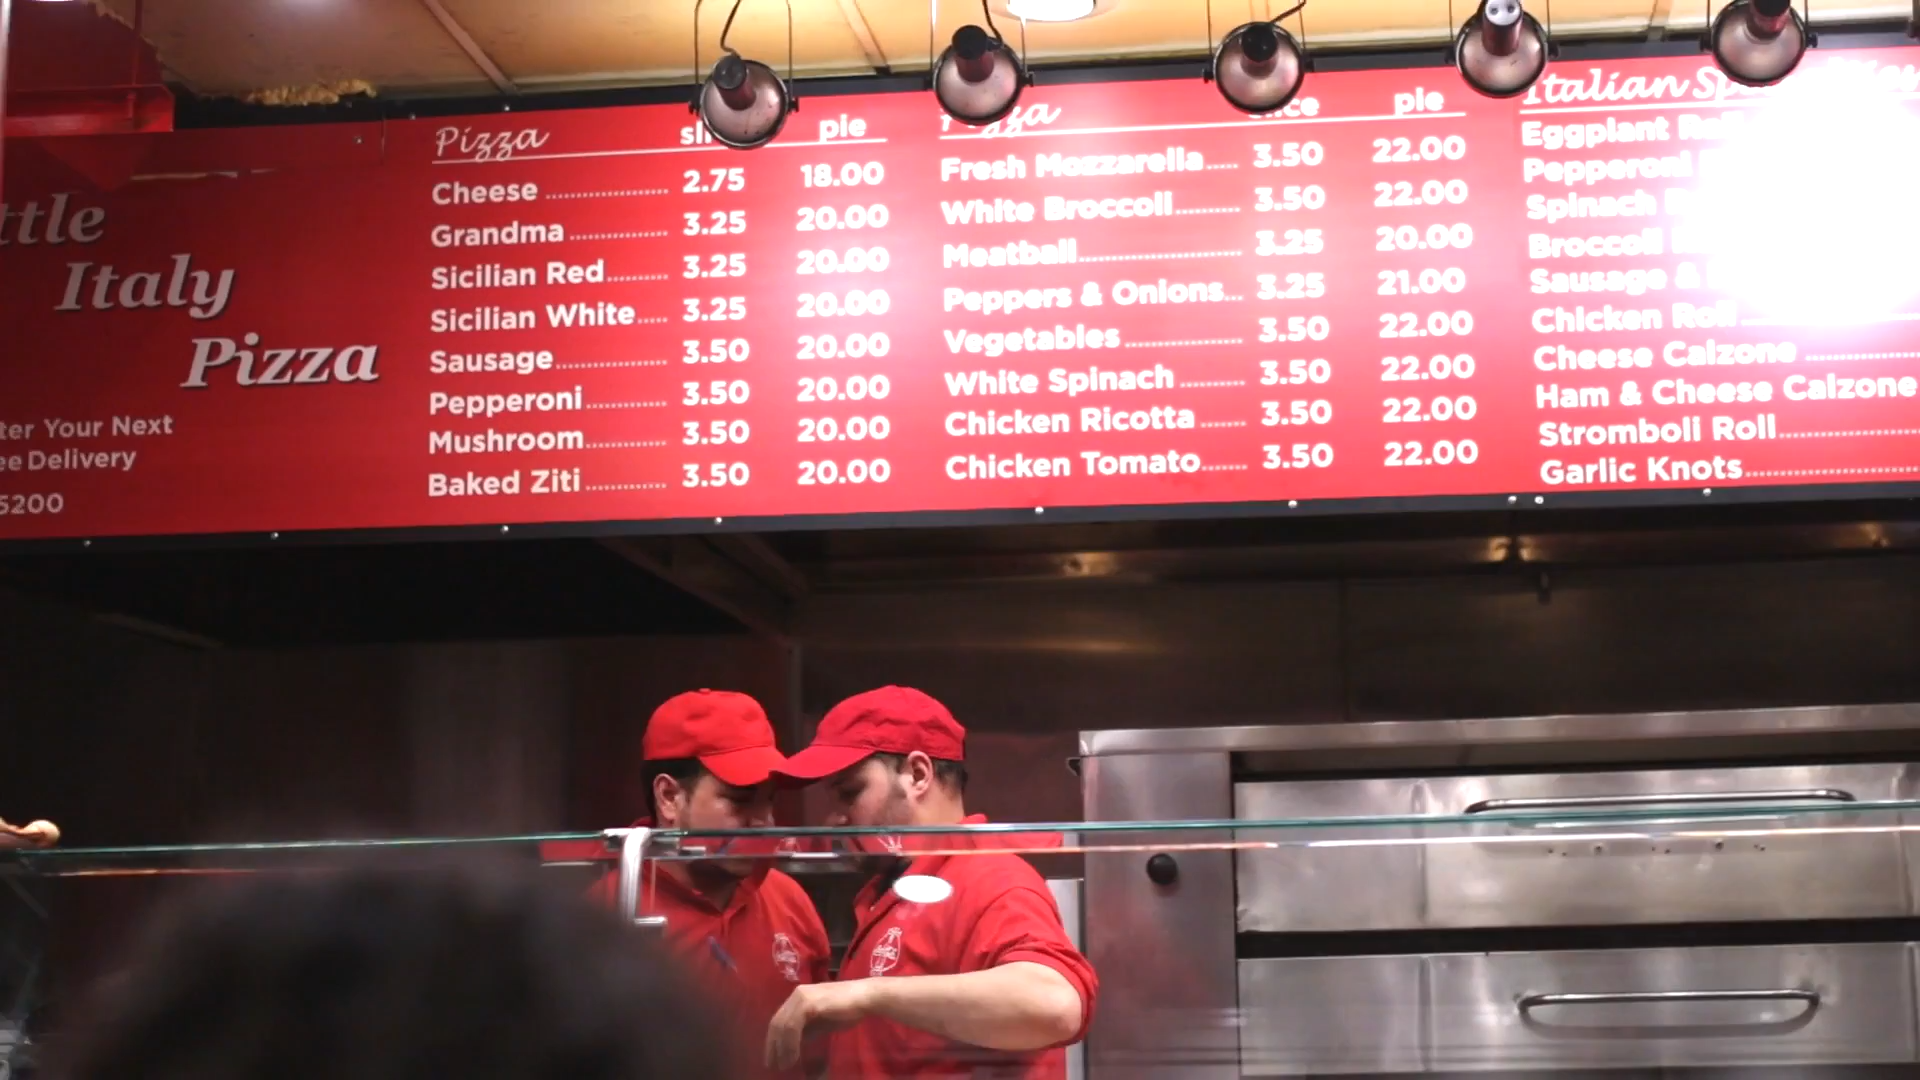 ttle
Italy
Pizza
ter Your Next
ee Delivery
5200
Pizza pie
Cheese 2.75 18.00
Grandma 3.25 20.00
Sicilian Red 3.25 20.00
Sicilian White 3.25 20.00
Sausage 3.50 20.00
Pepperoni 3.50 20.00
Mushroom 3.50 20.00
Baked Ziti 3.50 20.00
Pizza slice pie
Fresh Mozzarella 3.50 22.00
White Broccoli 3.50 22.00
Meatball 3.25 20.00
Peppers & Onions 3.25 21.00
Vegetables 3.50 22.00
White Spinach 3.50 22.00
Chicken Ricotta 3.50 22.00
Chicken Tomato 3.50 22.00
Italian
Eggplant
Pepperoni
Spinach
Broccoli
Sausage &
Chicken Roll
Cheese Calzone
Ham & Cheese Calzone
Stromboli Roll
Garlic Knots